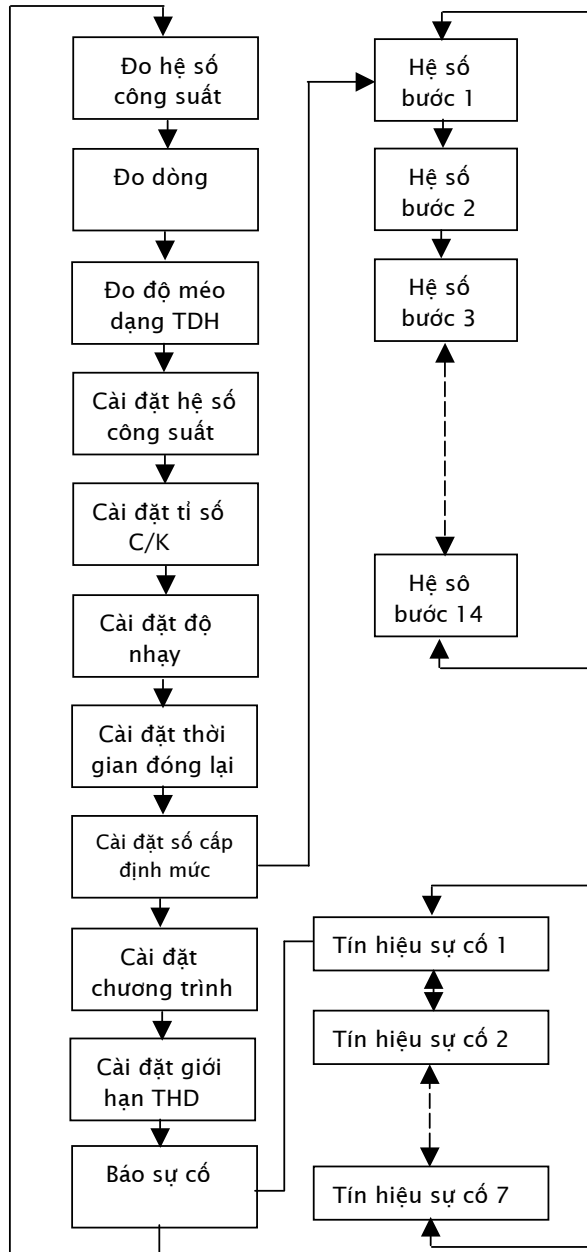 Đo hệ số
công suất
Đo dòng
Đo độ méo
dạng TDH
Cài đặt hệ số
công suất
Cài đặt tỉ số
C/K
Cài đặt độ
nhạy
Cài đặt thời
gian đóng lại
Cài đặt số cấp
định mức
Cài đặt
chương trình
Cài đặt giới
hạn THD
Báo sự cố
Hệ số
bước 1
Hệ số
bước 2
Hệ số
bước 3
Hệ sô
bước 14
Tín hiệu sự cố 1
Tín hiệu sự cố 2
Tín hiệu sự cố 7